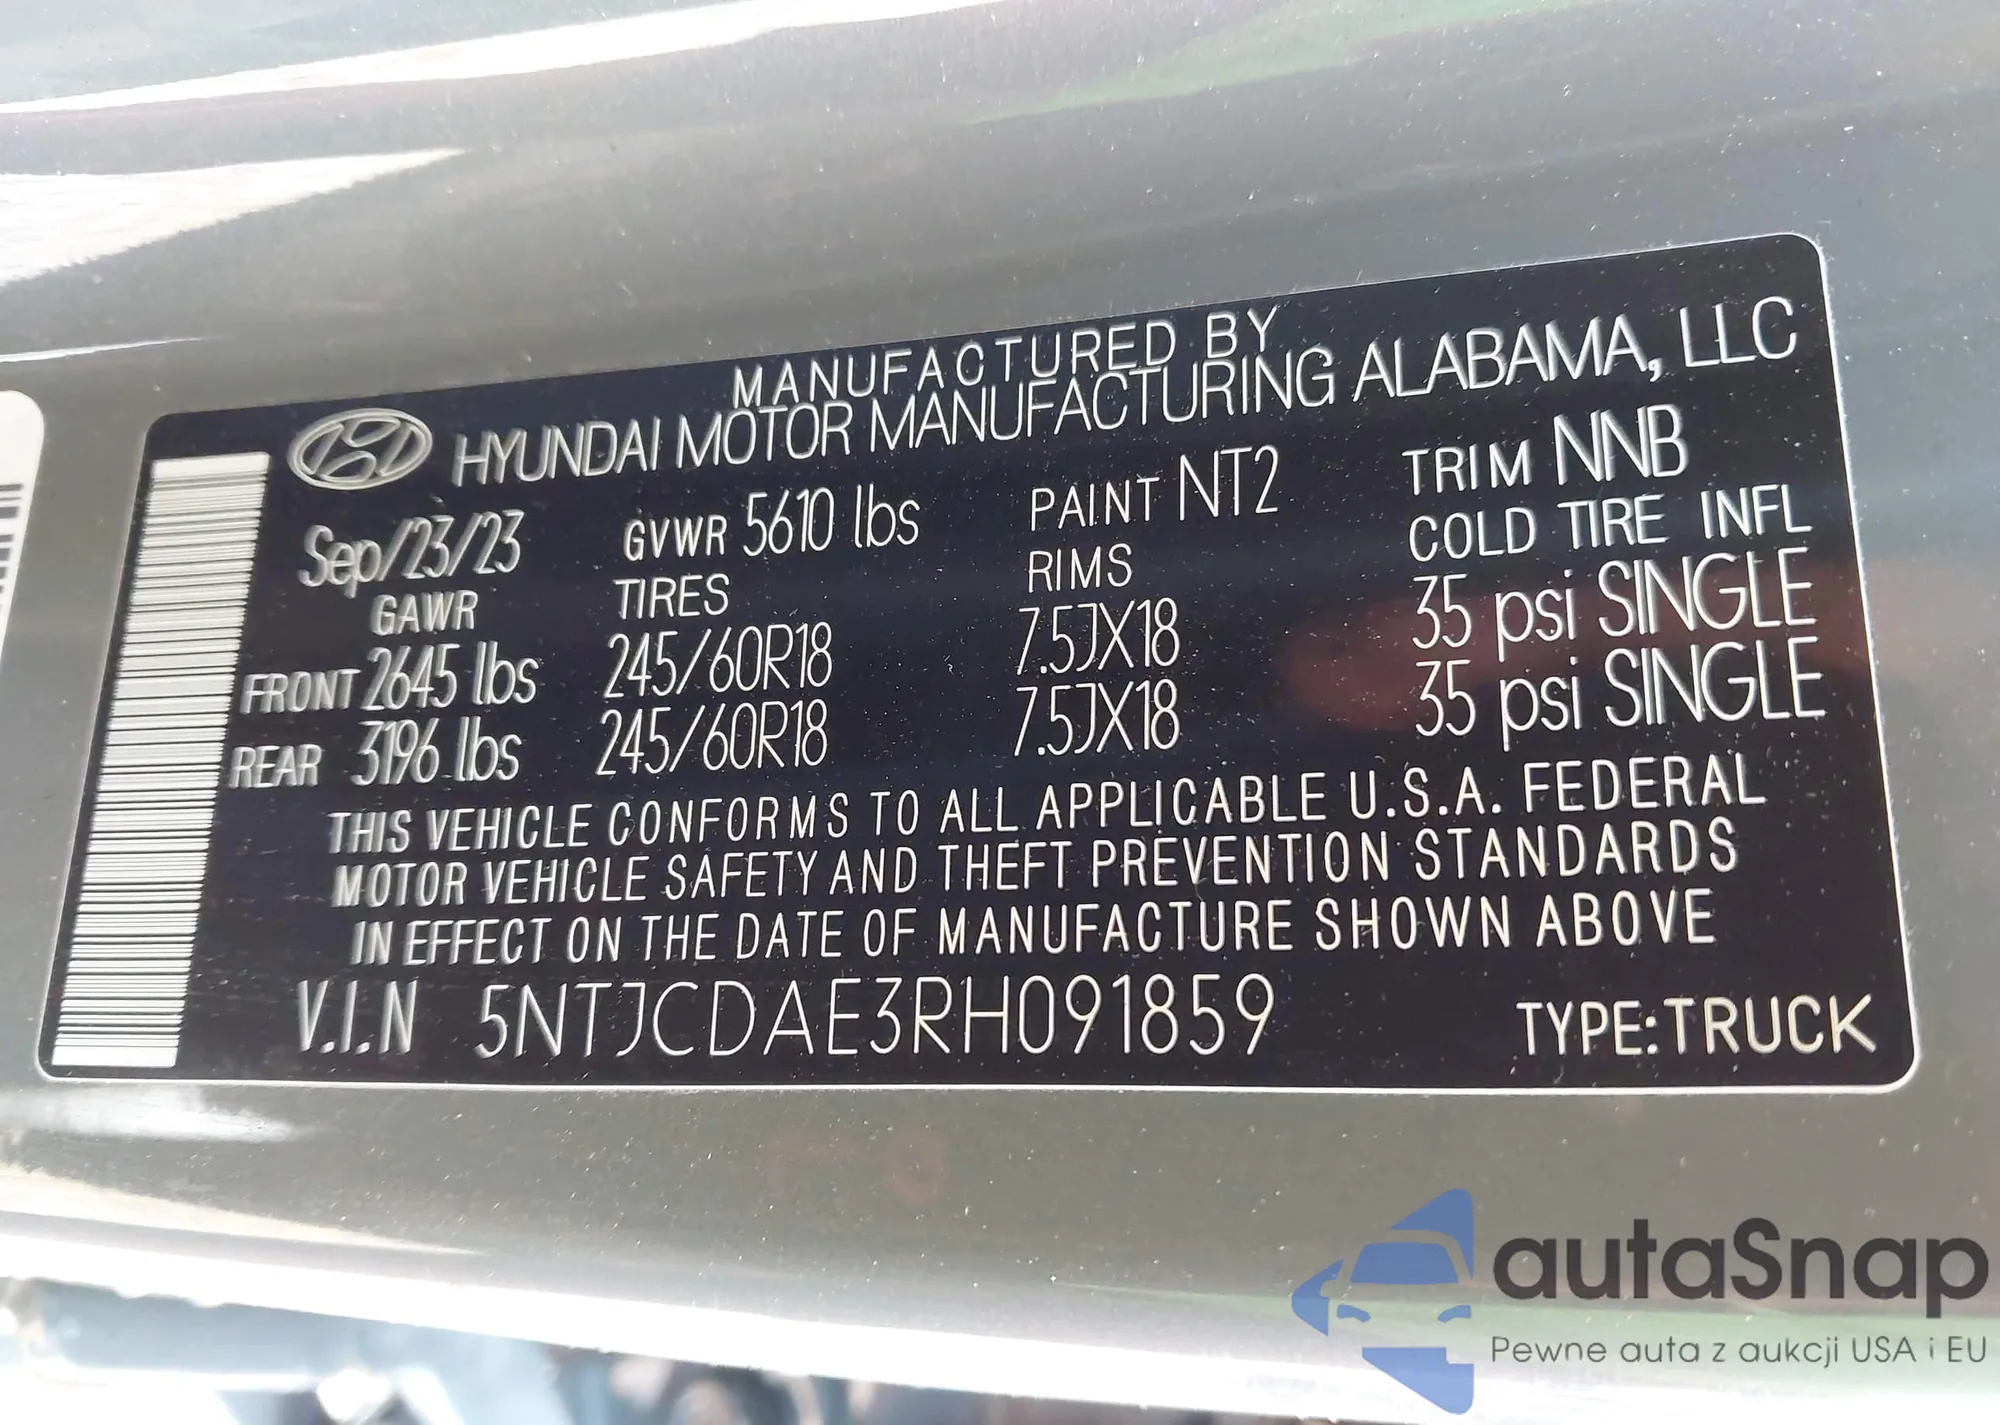 MANUFACTURED BY
HYUNDAI MOTOR MANUFACTURING ALABAMA, LLC
Sep/23/23 GVWR 5610 lbs PAINT NT2 TRIM NNB
GAWR TIRES RIMS COLD TIRE INFL
FRONT 2645 lbs 245/60R18 7.5JX18 35 psi SINGLE
REAR 3196 lbs 245/60R18 7.5JX18 35 psi SINGLE
THIS VEHICLE CONFORMS TO ALL APPLICABLE U.S.A. FEDERAL
MOTOR VEHICLE SAFETY AND THEFT PREVENTION STANDARDS
IN EFFECT ON THE DATE OF MANUFACTURE SHOWN ABOVE
V.I.N 5NTJCDAE3RH091859 TYPE:TRUCK
autaSnap
Pewne auta z aukcji USA i EU